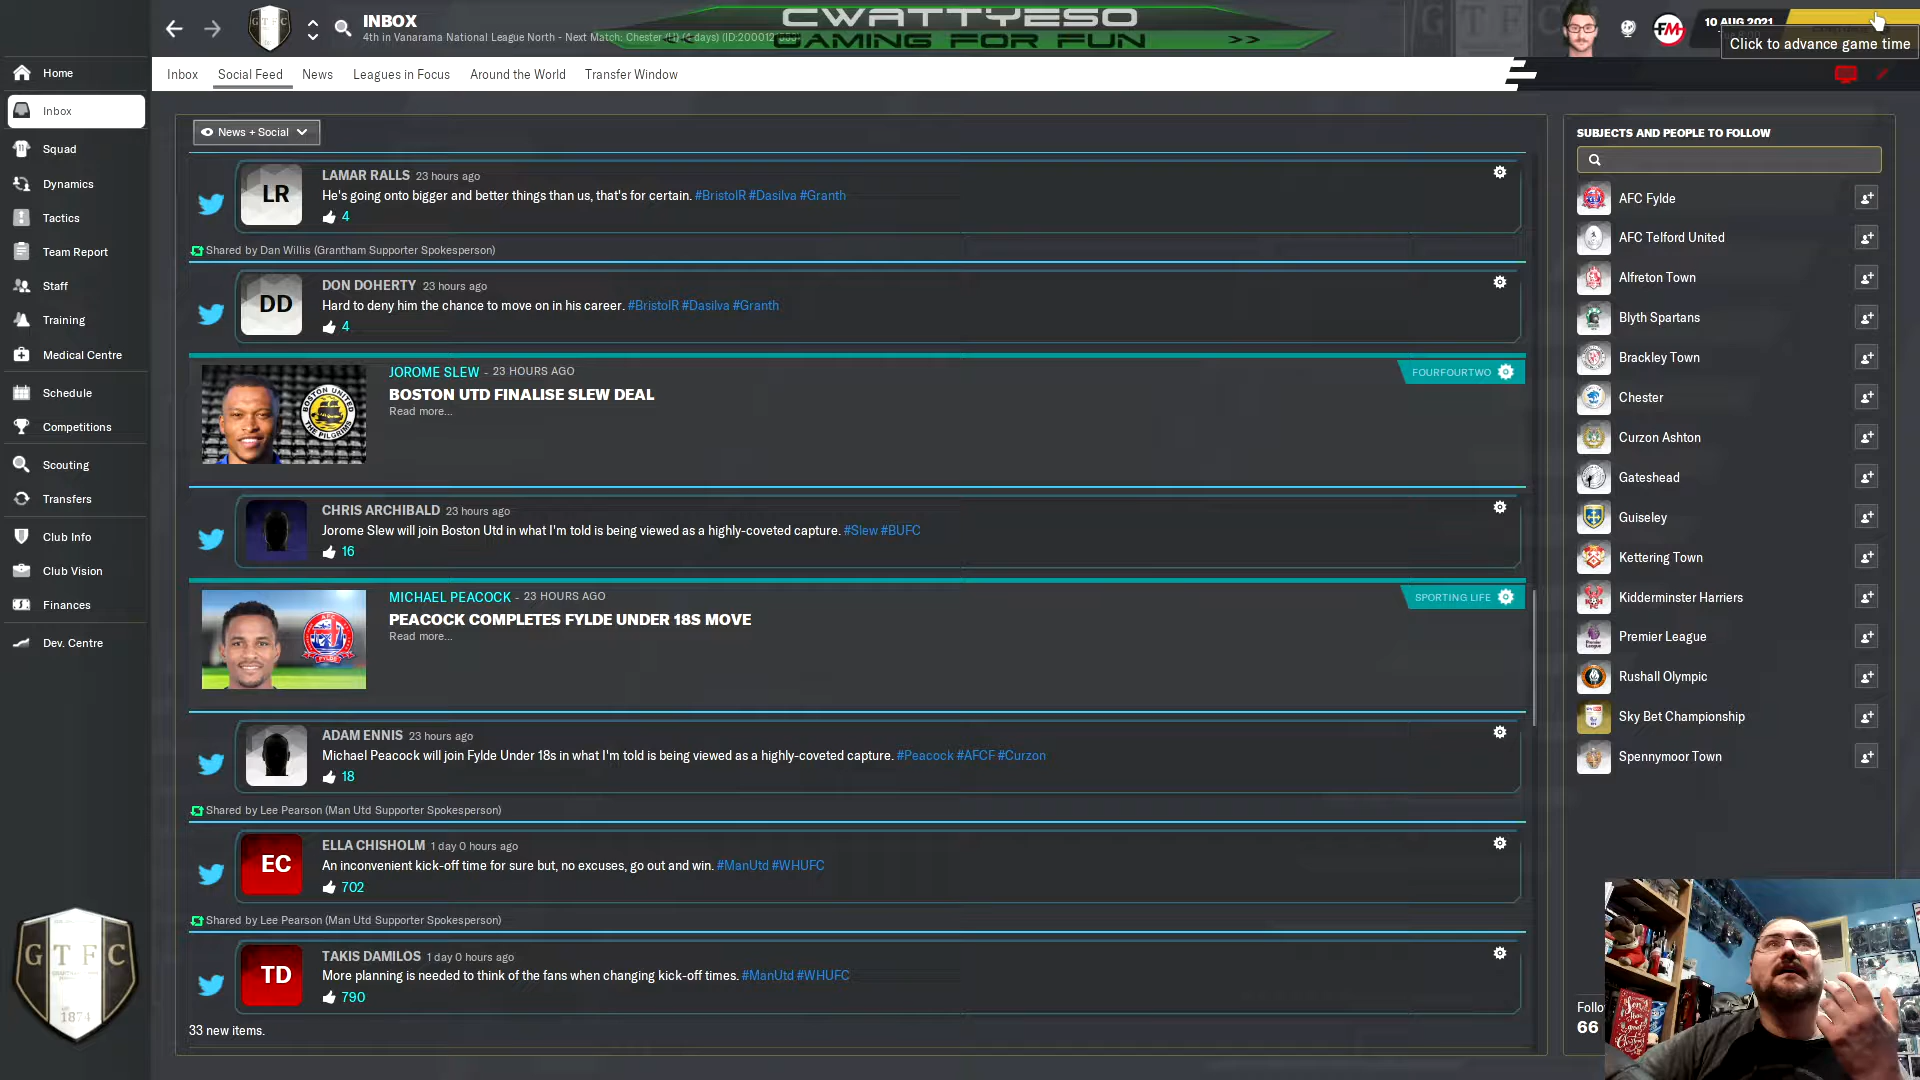 INBOX
4th in Vanarama National League North - Next Match: Chester (H) (4 days) (ID:200012
CWATTYESO
GAMING FOR FUN
>>
GTFC
FM
10 AUG 2021
Click to advance game time
Inbox
Social Feed
News
Leagues in Focus
Around the World
Transfer Window
Home
Inbox
Squad
Dynamics
Tactics
Team Report
Staff
Training
Medical Centre
Schedule
Competitions
Scouting
Transfers
Club Info
Club Vision
Finances
Dev. Centre
GTFC
1874
News + Social
LR
LAMAR RALLS 23 hours ago
He's going onto bigger and better things than us, that's for certain. #BristolR #Dasilva #Granth
4
Shared by Dan Willis (Grantham Supporter Spokesperson)
DD
DON DOHERTY 23 hours ago
Hard to deny him the chance to move on in his career. #BristolR #Dasilva #Granth
4
BOSTON UNITED
THE PILGRIMS
JOROME SLEW - 23 HOURS AGO
FOURFOURTWO
BOSTON UTD FINALISE SLEW DEAL
Read more...
CHRIS ARCHIBALD 23 hours ago
Jorome Slew will join Boston Utd in what I'm told is being viewed as a highly-coveted capture. #Slew #BUFC
16
MICHAEL PEACOCK - 23 HOURS AGO
SPORTING LIFE
PEACOCK COMPLETES FYLDE UNDER 18S MOVE
Read more...
ADAM ENNIS 23 hours ago
Michael Peacock will join Fylde Under 18s in what I'm told is being viewed as a highly-coveted capture. #Peacock #AFCF #Curzon
18
Shared by Lee Pearson (Man Utd Supporter Spokesperson)
EC
ELLA CHISHOLM 1 day 0 hours ago
An inconvenient kick-off time for sure but, no excuses, go out and win. #ManUtd #WHUFC
702
Shared by Lee Pearson (Man Utd Supporter Spokesperson)
TD
TAKIS DAMILOS 1 day 0 hours ago
More planning is needed to think of the fans when changing kick-off times. #ManUtd #WHUFC
790
33 new items.
SUBJECTS AND PEOPLE TO FOLLOW
AFC Fylde
AFC Telford United
Alfreton Town
Blyth Spartans
Brackley Town
Chester
Curzon Ashton
Gateshead
Guiseley
Kettering Town
Kidderminster Harriers
Premier League
Rushall Olympic
Sky Bet Championship
Spennymoor Town
Follo
66